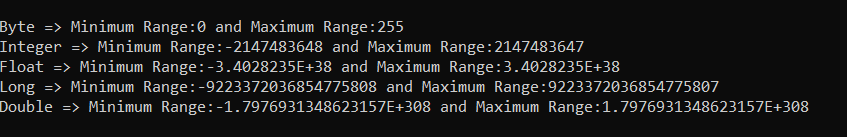 Byte => Minimum Range:0 and Maximum Range:255
Integer => Minimum Range:-2147483648 and Maximum Range:2147483647
Float => Minimum Range:-3.4028235E+38 and Maximum Range:3.4028235E+38
Long => Minimum Range:-9223372036854775808 and Maximum Range:9223372036854775807
Double => Minimum Range:-1.7976931348623157E+308 and Maximum Range:1.7976931348623157E+308